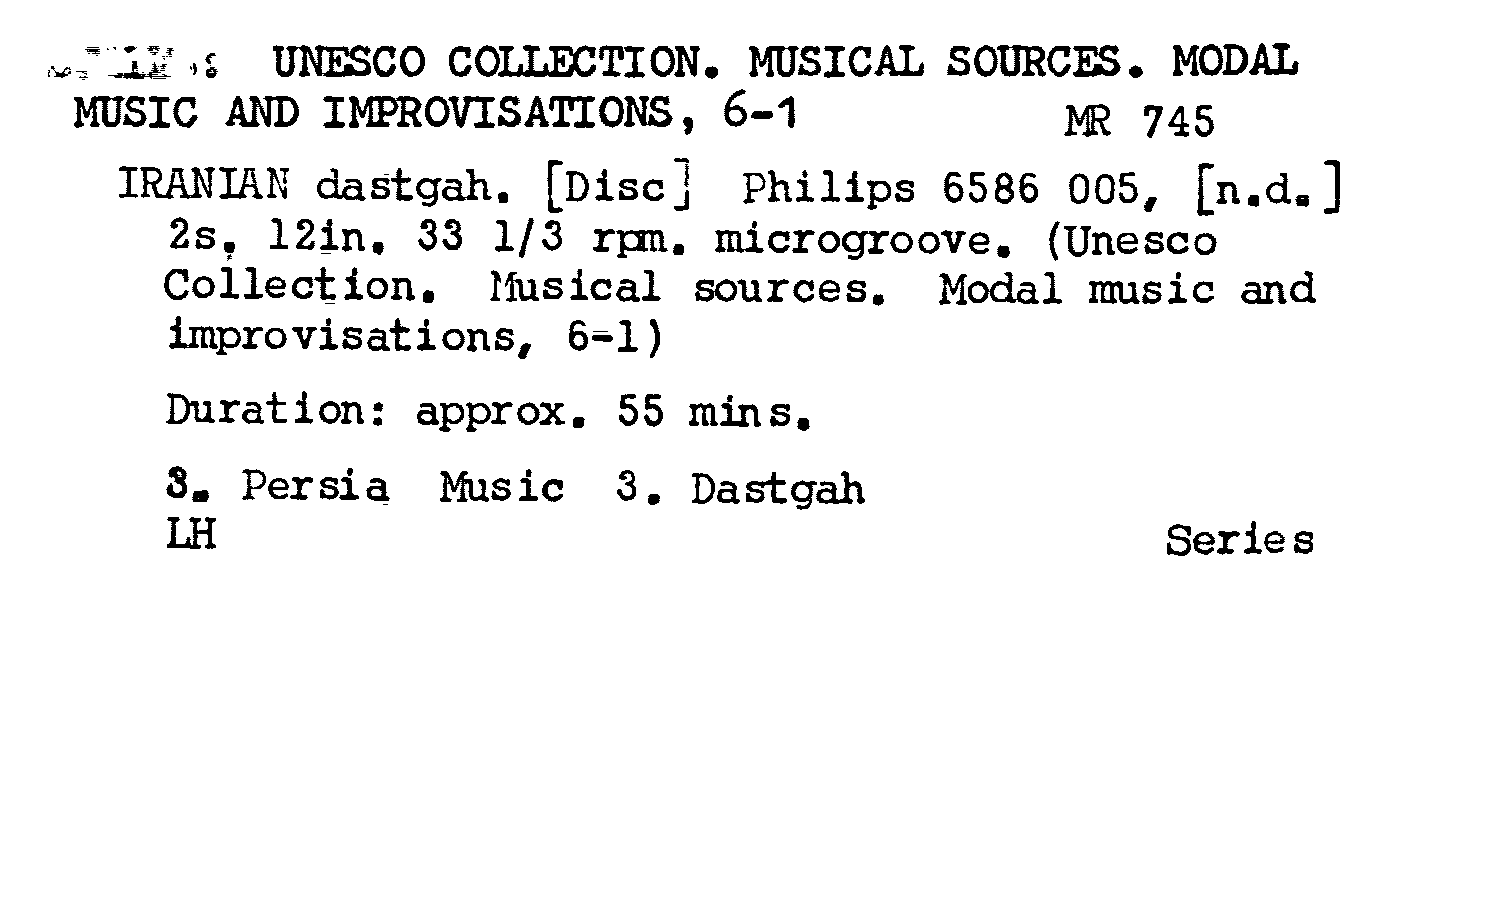 UNESCO COLLECTION. MUSICAL SOURCES. MODAL
MUSIC AND IMPROVISATIONS, 6-1 MR 745
IRANIAN dastgah. [Disc] Philips 6586 005, [n.d.]
2s. 12in. 33 1/3 rpm. microgroove. (Unesco
Collection. Musical sources. Modal music and
improvisations, 6-1)
Duration: approx. 55 mins.
3. Persia Music 3. Dastgah
LH Series